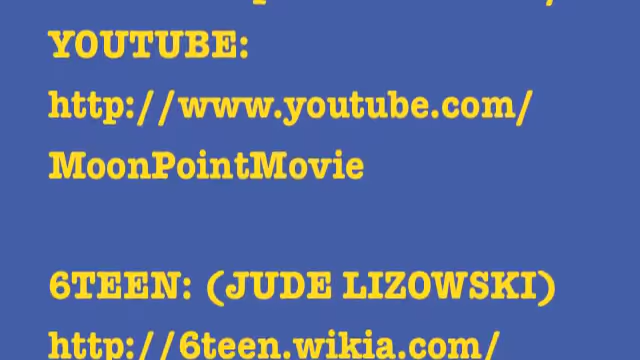 YOUTUBE:
http://www.youtube.com/
MoonPointMovie
6TEEN: (JUDE LIZOWSKI)
http://6teen.wikia.com/